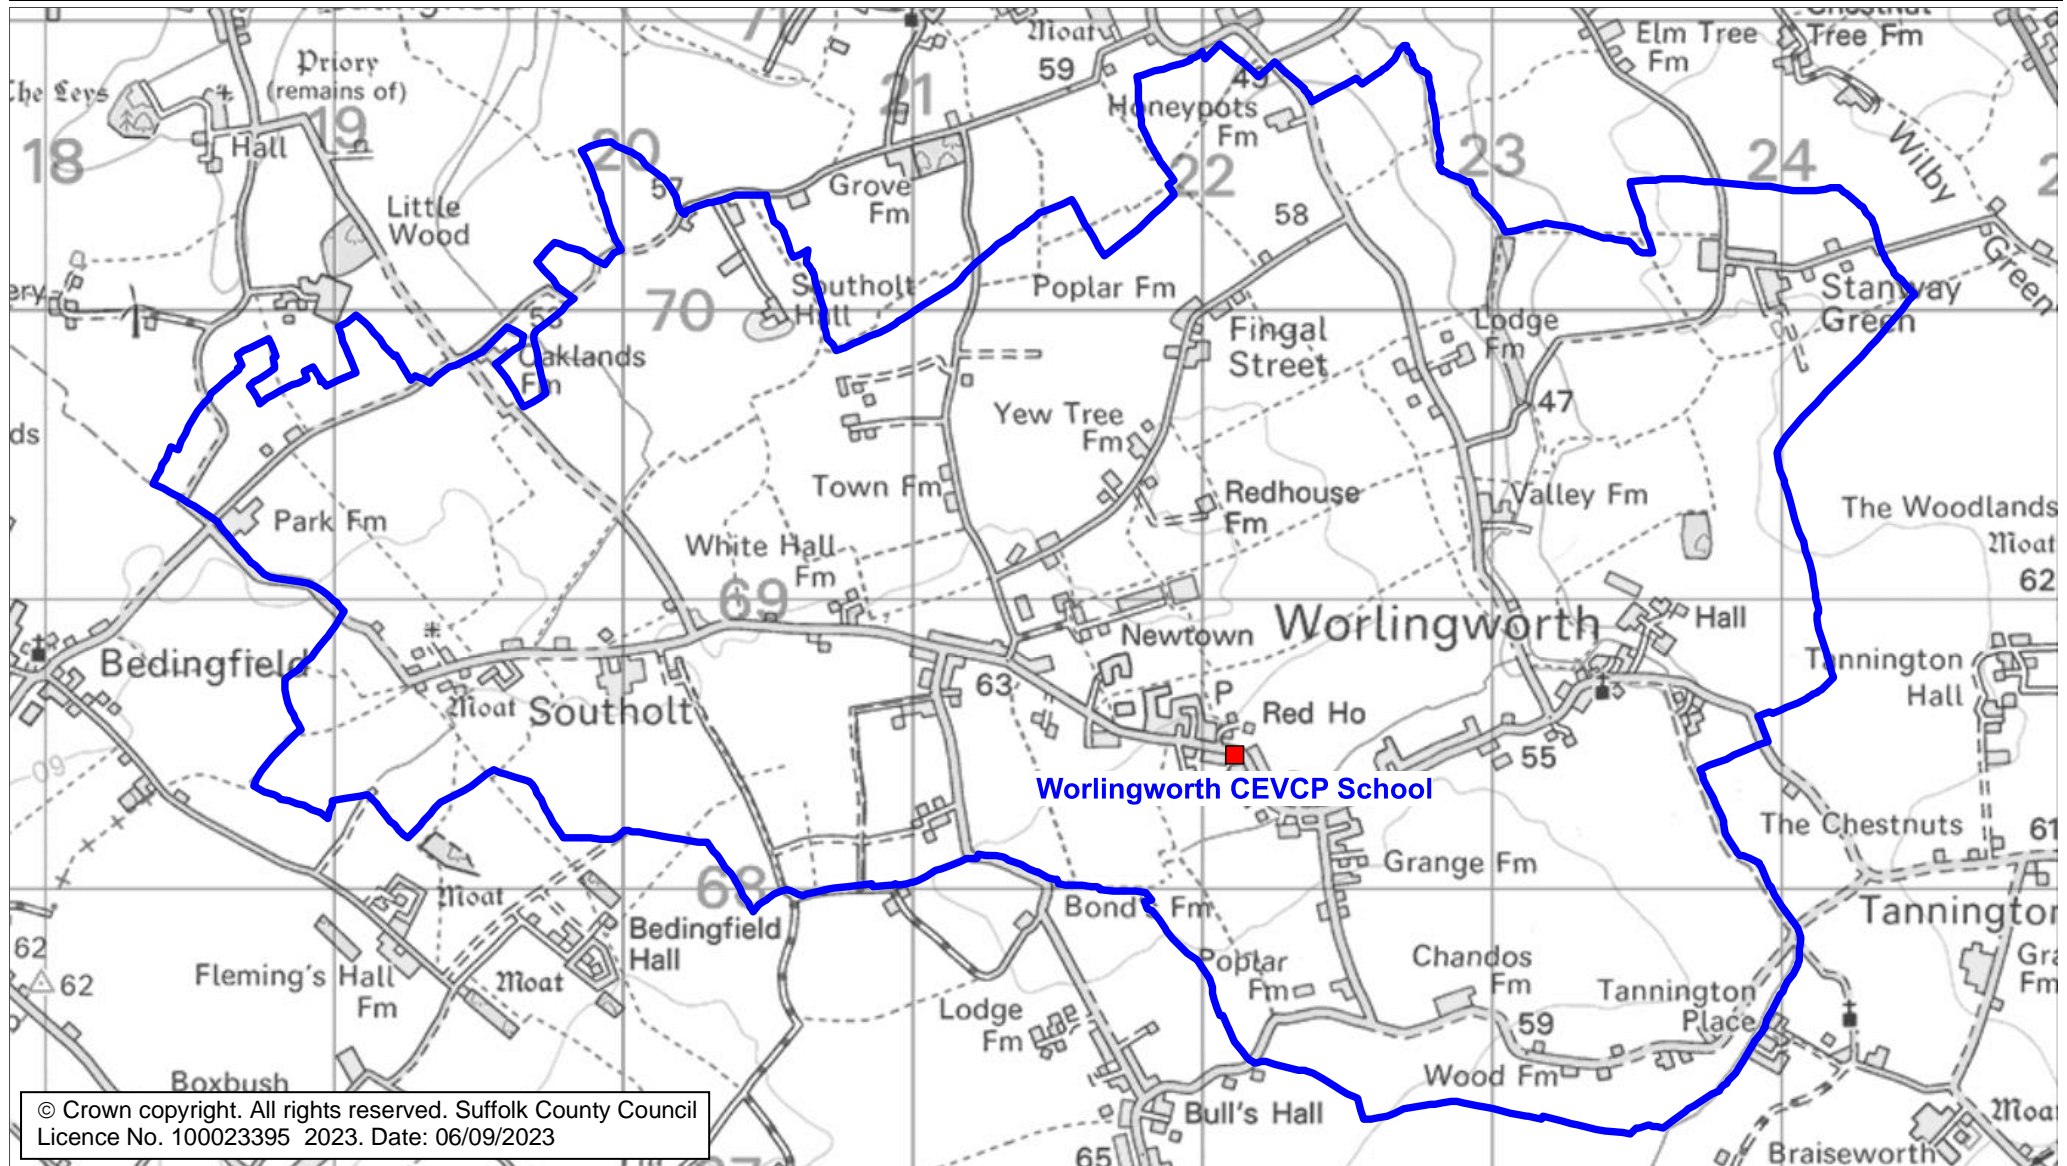 Moat
59
21
Elm Tree
Fm
Tree Fm
Priory
(remains of)
19
The Leys
18
Hall
Little
Wood
20
57
Grove
Fm
49
Honeypots
Fm
22
58
23
24
Wilby
Green
Stanway
Green
Southolt
Hall
70
Poplar Fm
Fingal
Street
Lodge
Fm
53
Oaklands
Fm
47
Yew Tree
Fm
Town Fm
Redhouse
Fm
Valley Fm
The Woodlands
Moat
62
Park Fm
White Hall
Fm
69
Newtown
Worlingworth
Hall
Tannington
Hall
Bedingfield
Moat
Southolt
63
P
Red Ho
55
Worlingworth CEVCP School
The Chestnuts
61
Grange Fm
Moat
68
Bedingfield
Hall
Bond's Fm
Tannington
62
62
Fleming's Hall
Fm
Moat
Lodge
Fm
Poplar
Fm
Chandos
Fm
59
Tannington
Place
Wood Fm
Bull's Hall
65
Boxbush
Braiseworth
Moat
© Crown copyright. All rights reserved. Suffolk County Council
Licence No. 100023395 2023. Date: 06/09/2023